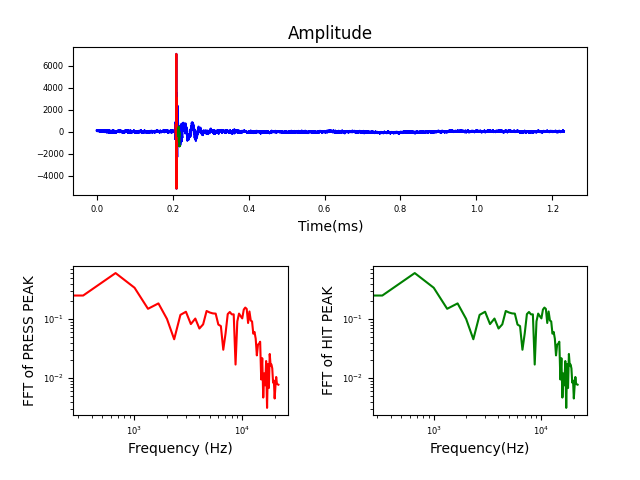 Amplitude
6000
4000
2000
0
−2000
−4000
0.0 0.2 0.4 0.6 0.8 1.0 1.2
Time(ms)
FFT of PRESS PEAK
10⁻¹
10⁻²
10³ 10⁴
Frequency (Hz)
FFT of HIT PEAK
10⁻¹
10⁻²
10³ 10⁴
Frequency(Hz)